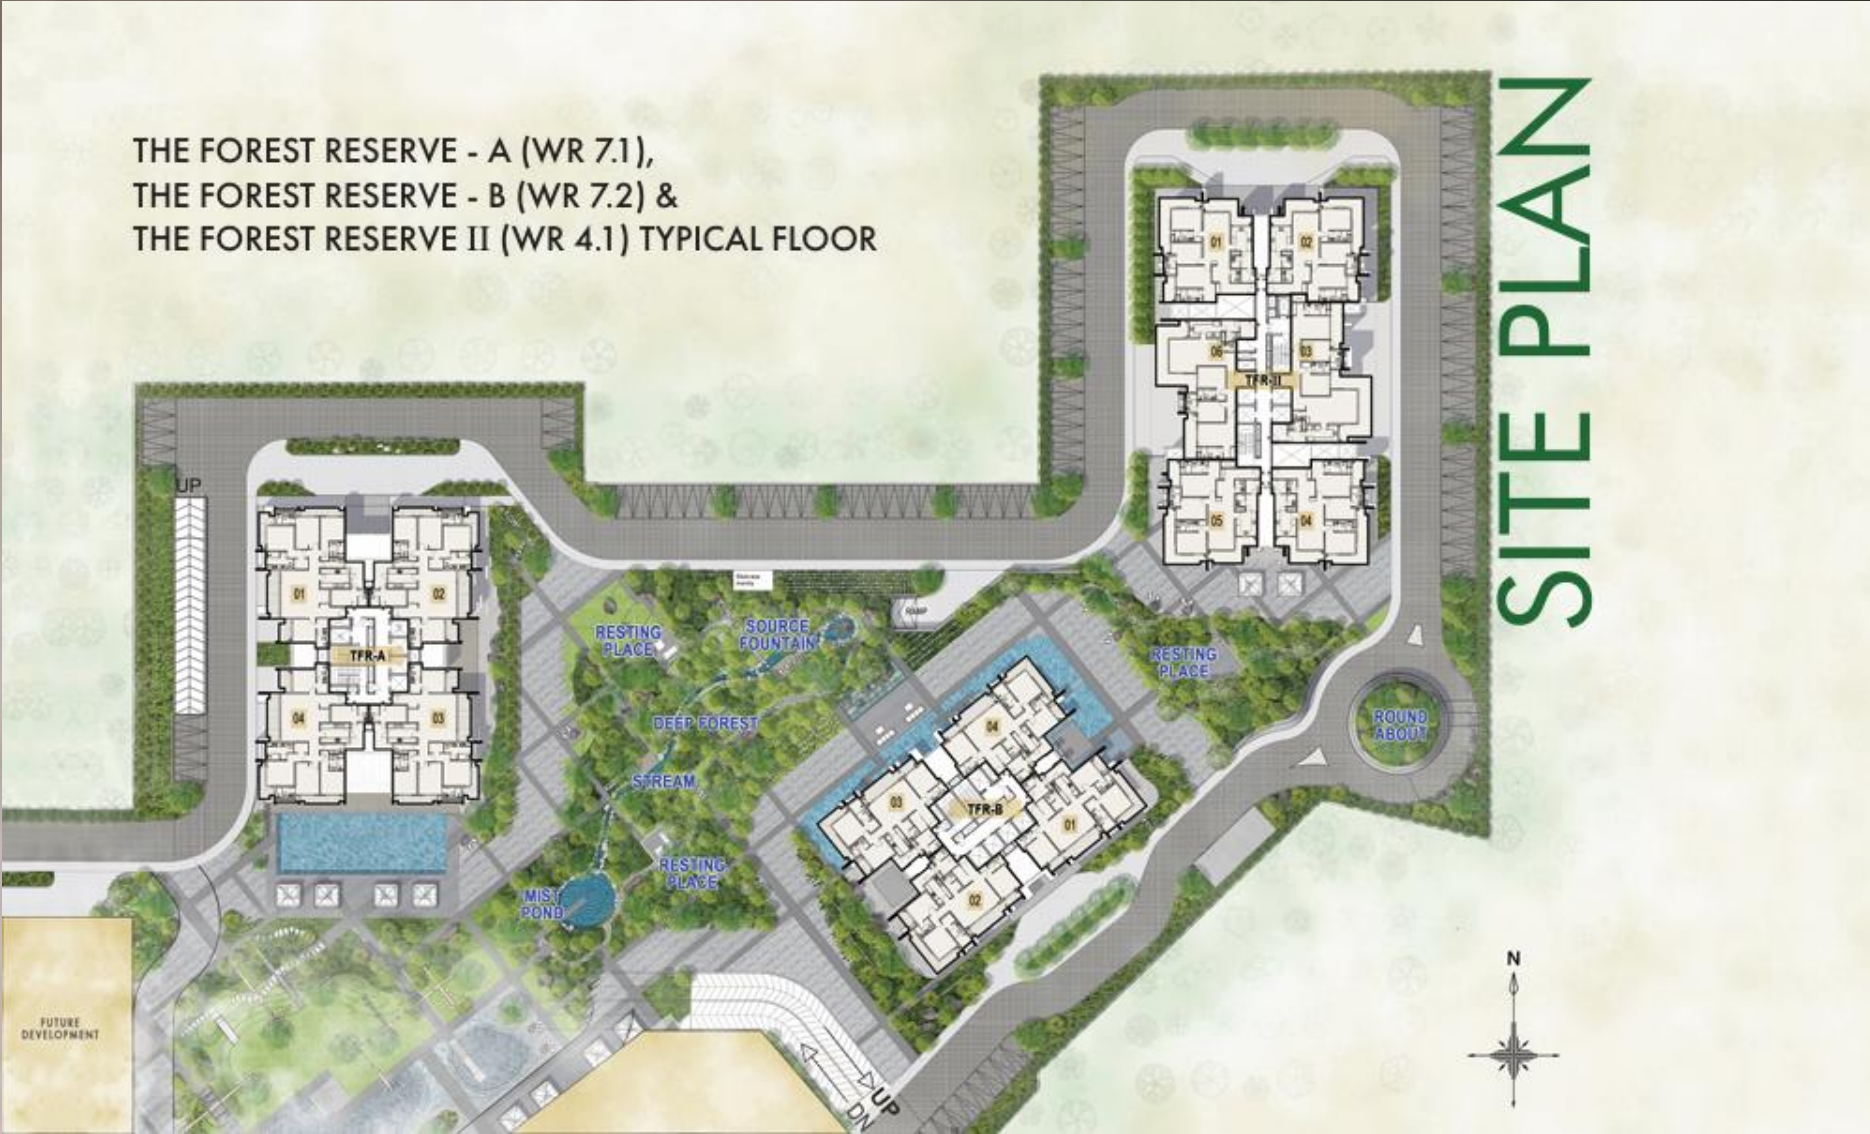 THE FOREST RESERVE - A (WR 7.1),
THE FOREST RESERVE - B (WR 7.2) &
THE FOREST RESERVE II (WR 4.1) TYPICAL FLOOR
SITE PLAN
01
02
06
03
TFR-II
05
04
UP
01
02
TFR-A
04
03
RESTING
PLACE
SOURCE
FOUNTAIN
RAMP
RESTING
PLACE
DEEP FOREST
STREAM
ROUND
ABOUT
04
03
TFR-B
01
02
RESTING
PLACE
MIST
POND
N
FUTURE
DEVELOPMENT
UP
DN